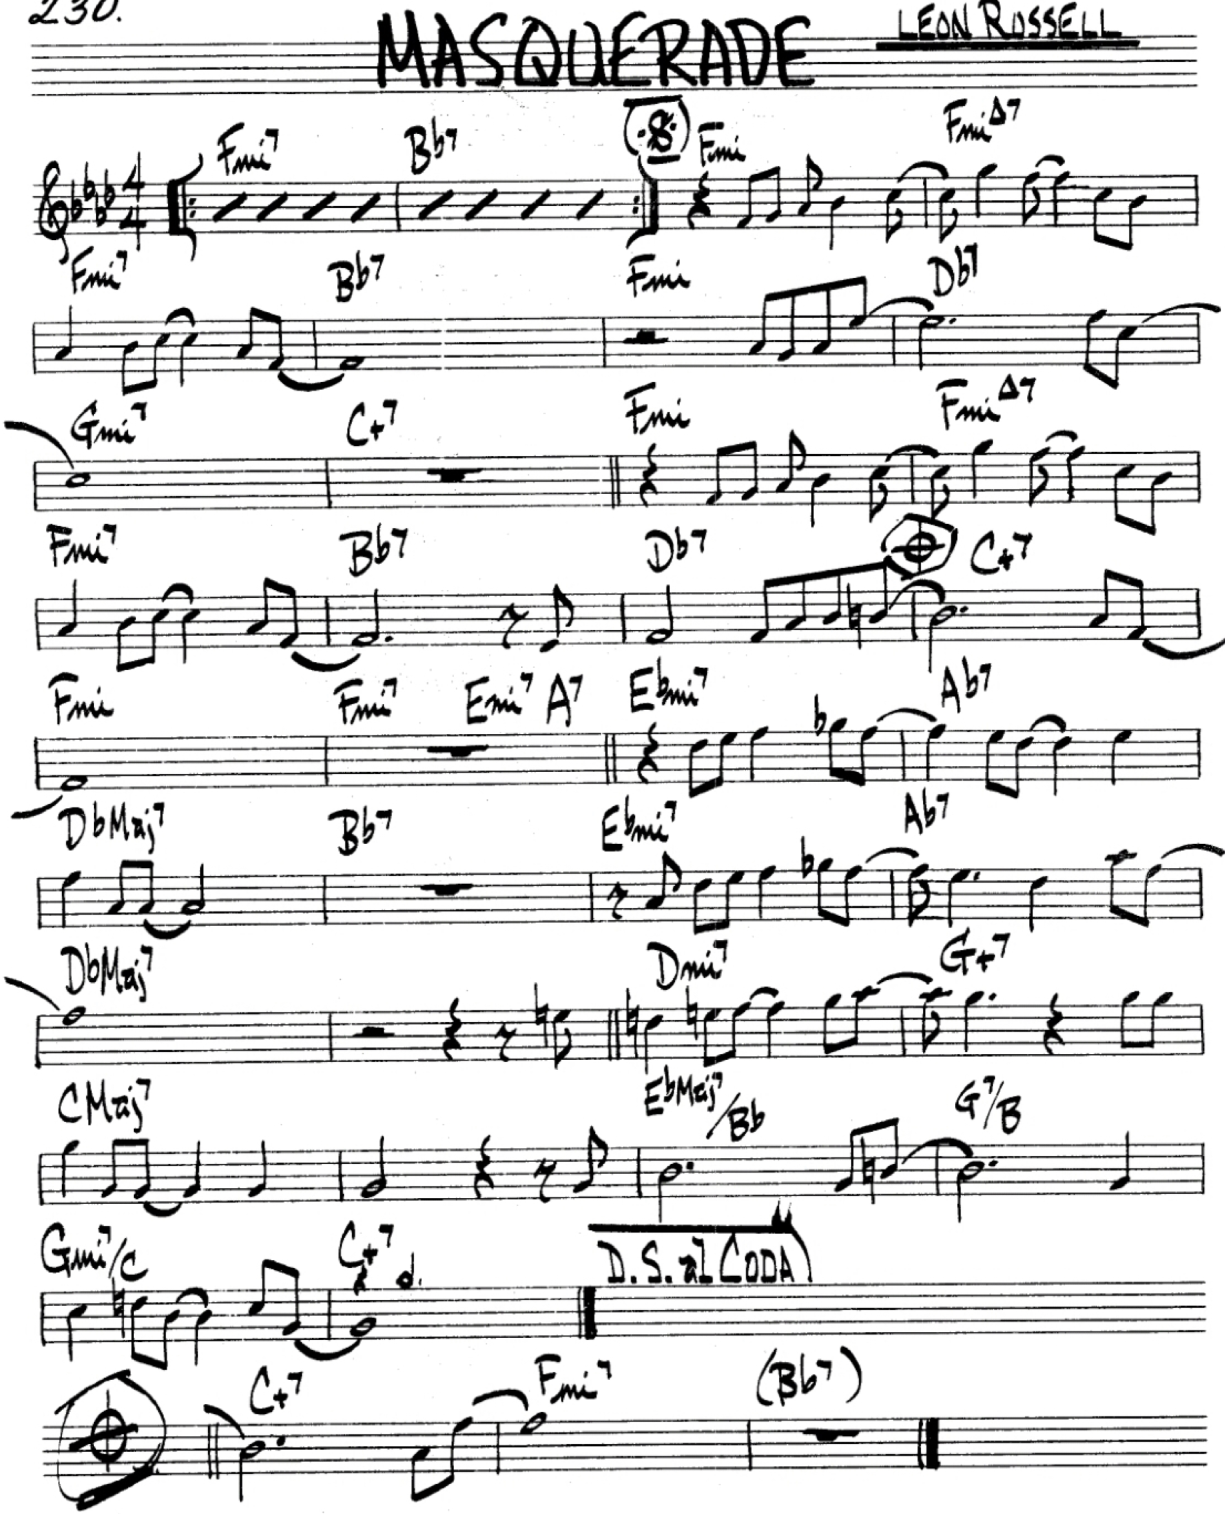 230.
MASQUERADE
LEON RUSSELL
Fmi7 Bb7 Fmi FmiΔ7
4
4
Fmi7 Bb7 Fmi Db7
Gmi7 C+7 Fmi FmiΔ7
Fmi7 Bb7 Db7 C+7
Fmi Fmi7 Emi7 A7 Ebmi7 Ab7
DbMaj7 Bb7 Ebmi7 Ab7
DbMaj7 Dmi7 G+7
CMaj7 EbMaj7/Bb G7/B
Gmi7/C C+7
D.S. al CODA
C+7 Fmi7 (Bb7)